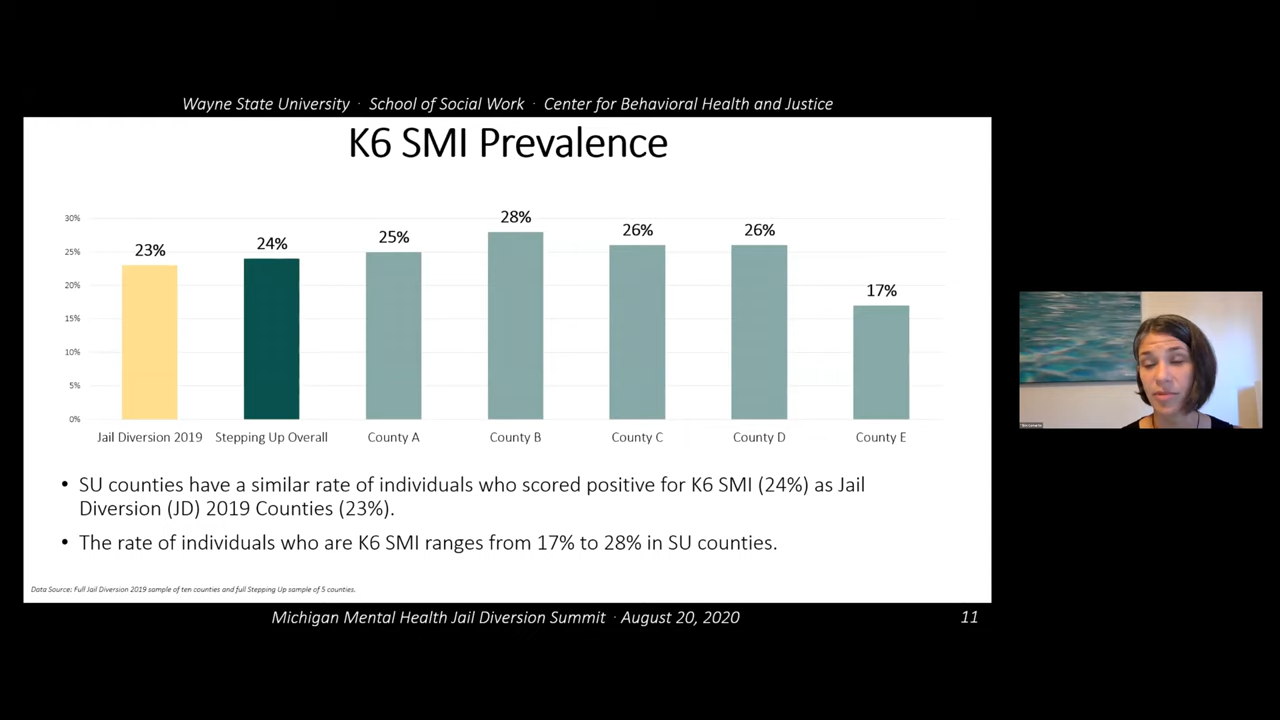 Wayne State University · School of Social Work · Center for Behavioral Health and Justice
K6 SMI Prevalence
30%
25%
20%
15%
10%
5%
0%
23%
24%
25%
28%
26%
26%
17%
Jail Diversion 2019
Stepping Up Overall
County A
County B
County C
County D
County E
• SU counties have a similar rate of individuals who scored positive for K6 SMI (24%) as Jail
Diversion (JD) 2019 Counties (23%).
• The rate of individuals who are K6 SMI ranges from 17% to 28% in SU counties.
Data Source: Full Jail Diversion 2019 sample of ten counties and full Stepping Up sample of 5 counties.
Michigan Mental Health Jail Diversion Summit · August 20, 2020
11